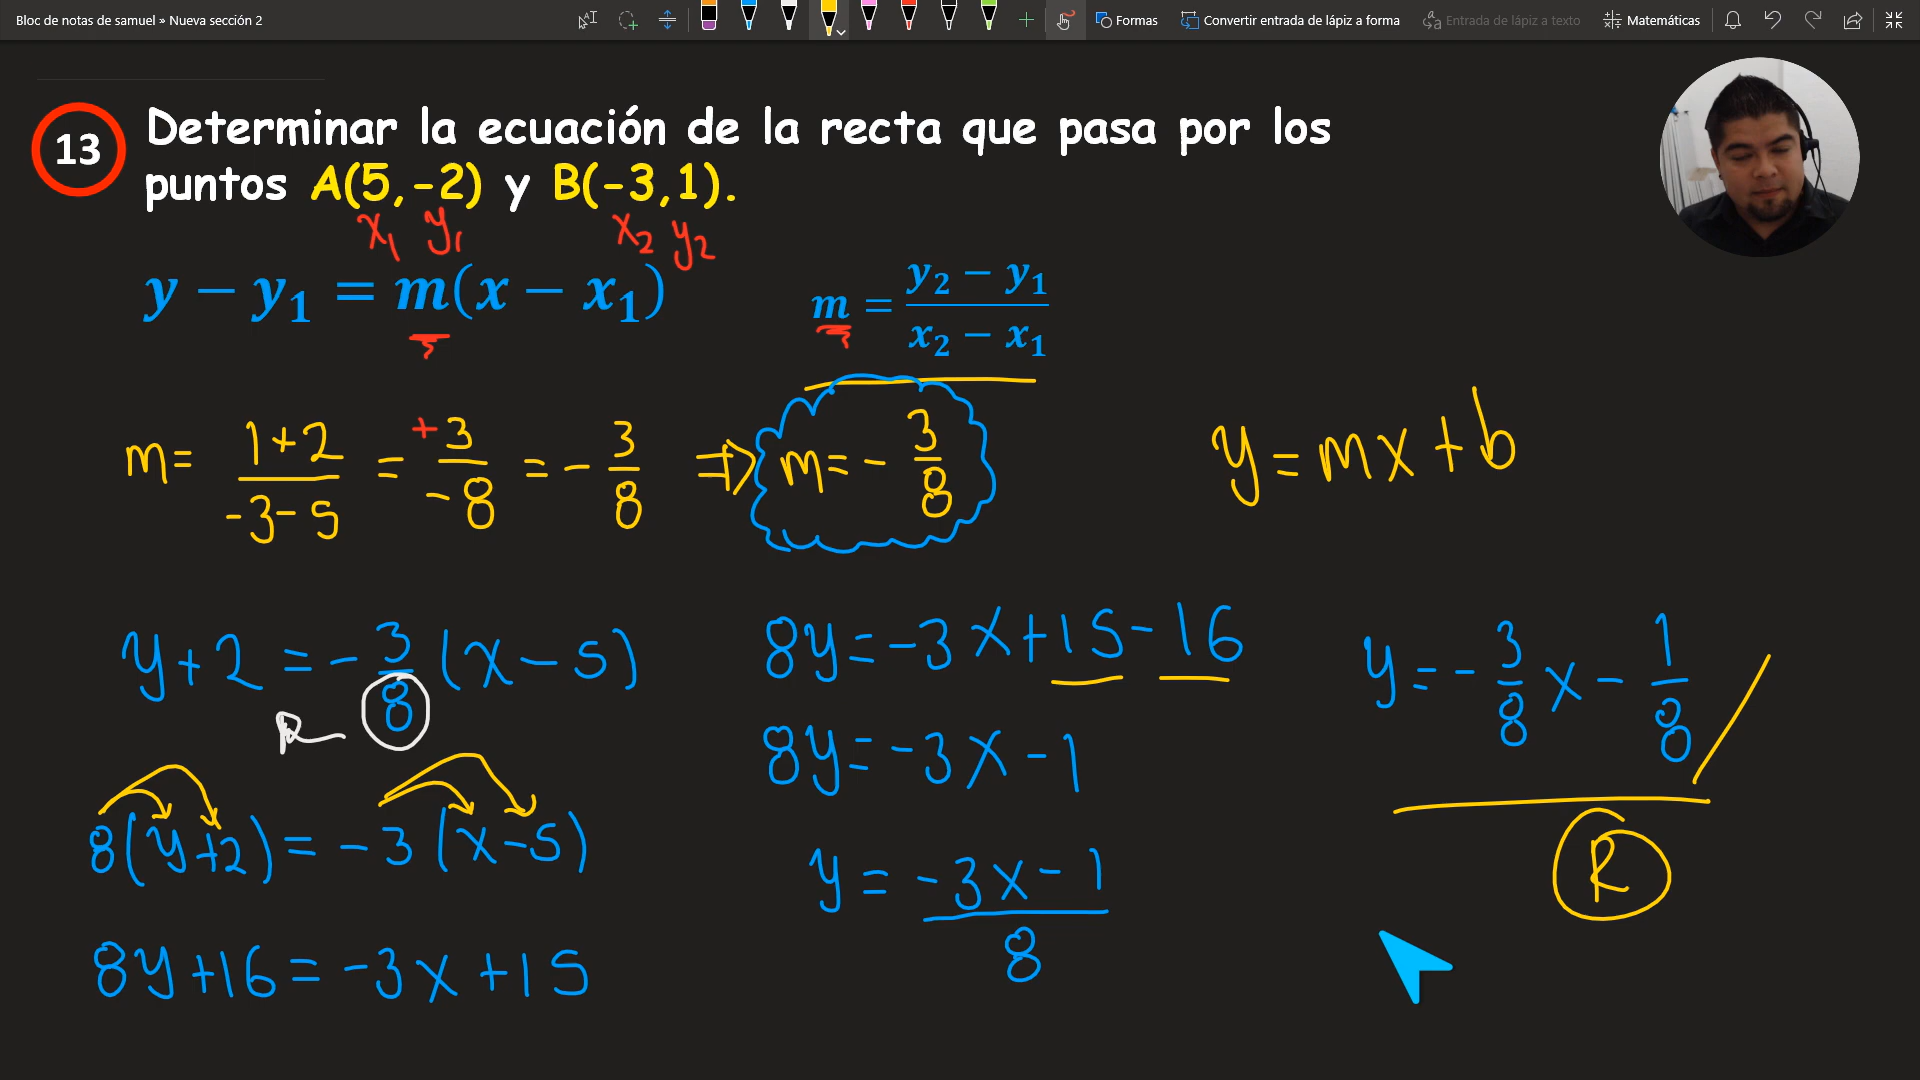 Bloc de notas de samuel » Nueva sección 2
Formas
Convertir entrada de lápiz a forma
Entrada de lápiz a texto
Matemáticas
13
Determinar la ecuación de la recta que pasa por los
puntos A(5,-2) y B(-3,1).
x₁ y₁ x₂ y₂
y − y₁ = m(x − x₁)
m = (y₂ − y₁)/(x₂ − x₁)
m = (1+2)/(-3-5) = +3/-8 = -3/8 ⇒ m = -3/8
y = mx + b
y+2 = -3/8 (x-5)
8(y+2) = -3(x-5)
8y+16 = -3x+15
8y = -3x+15-16
8y = -3x-1
y = (-3x-1)/8
y = -3/8 x - 1/8
R